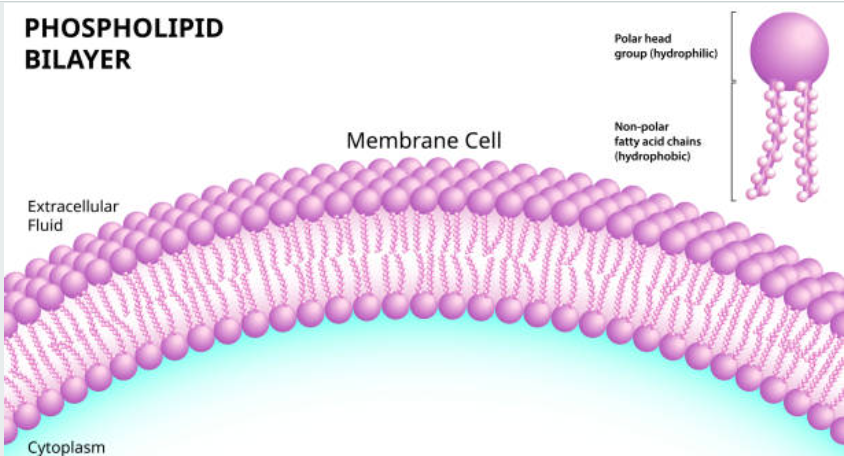 PHOSPHOLIPID
BILAYER
Polar head
group (hydrophilic)
Non-polar
fatty acid chains
(hydrophobic)
Membrane Cell
Extracellular
Fluid
Cytoplasm